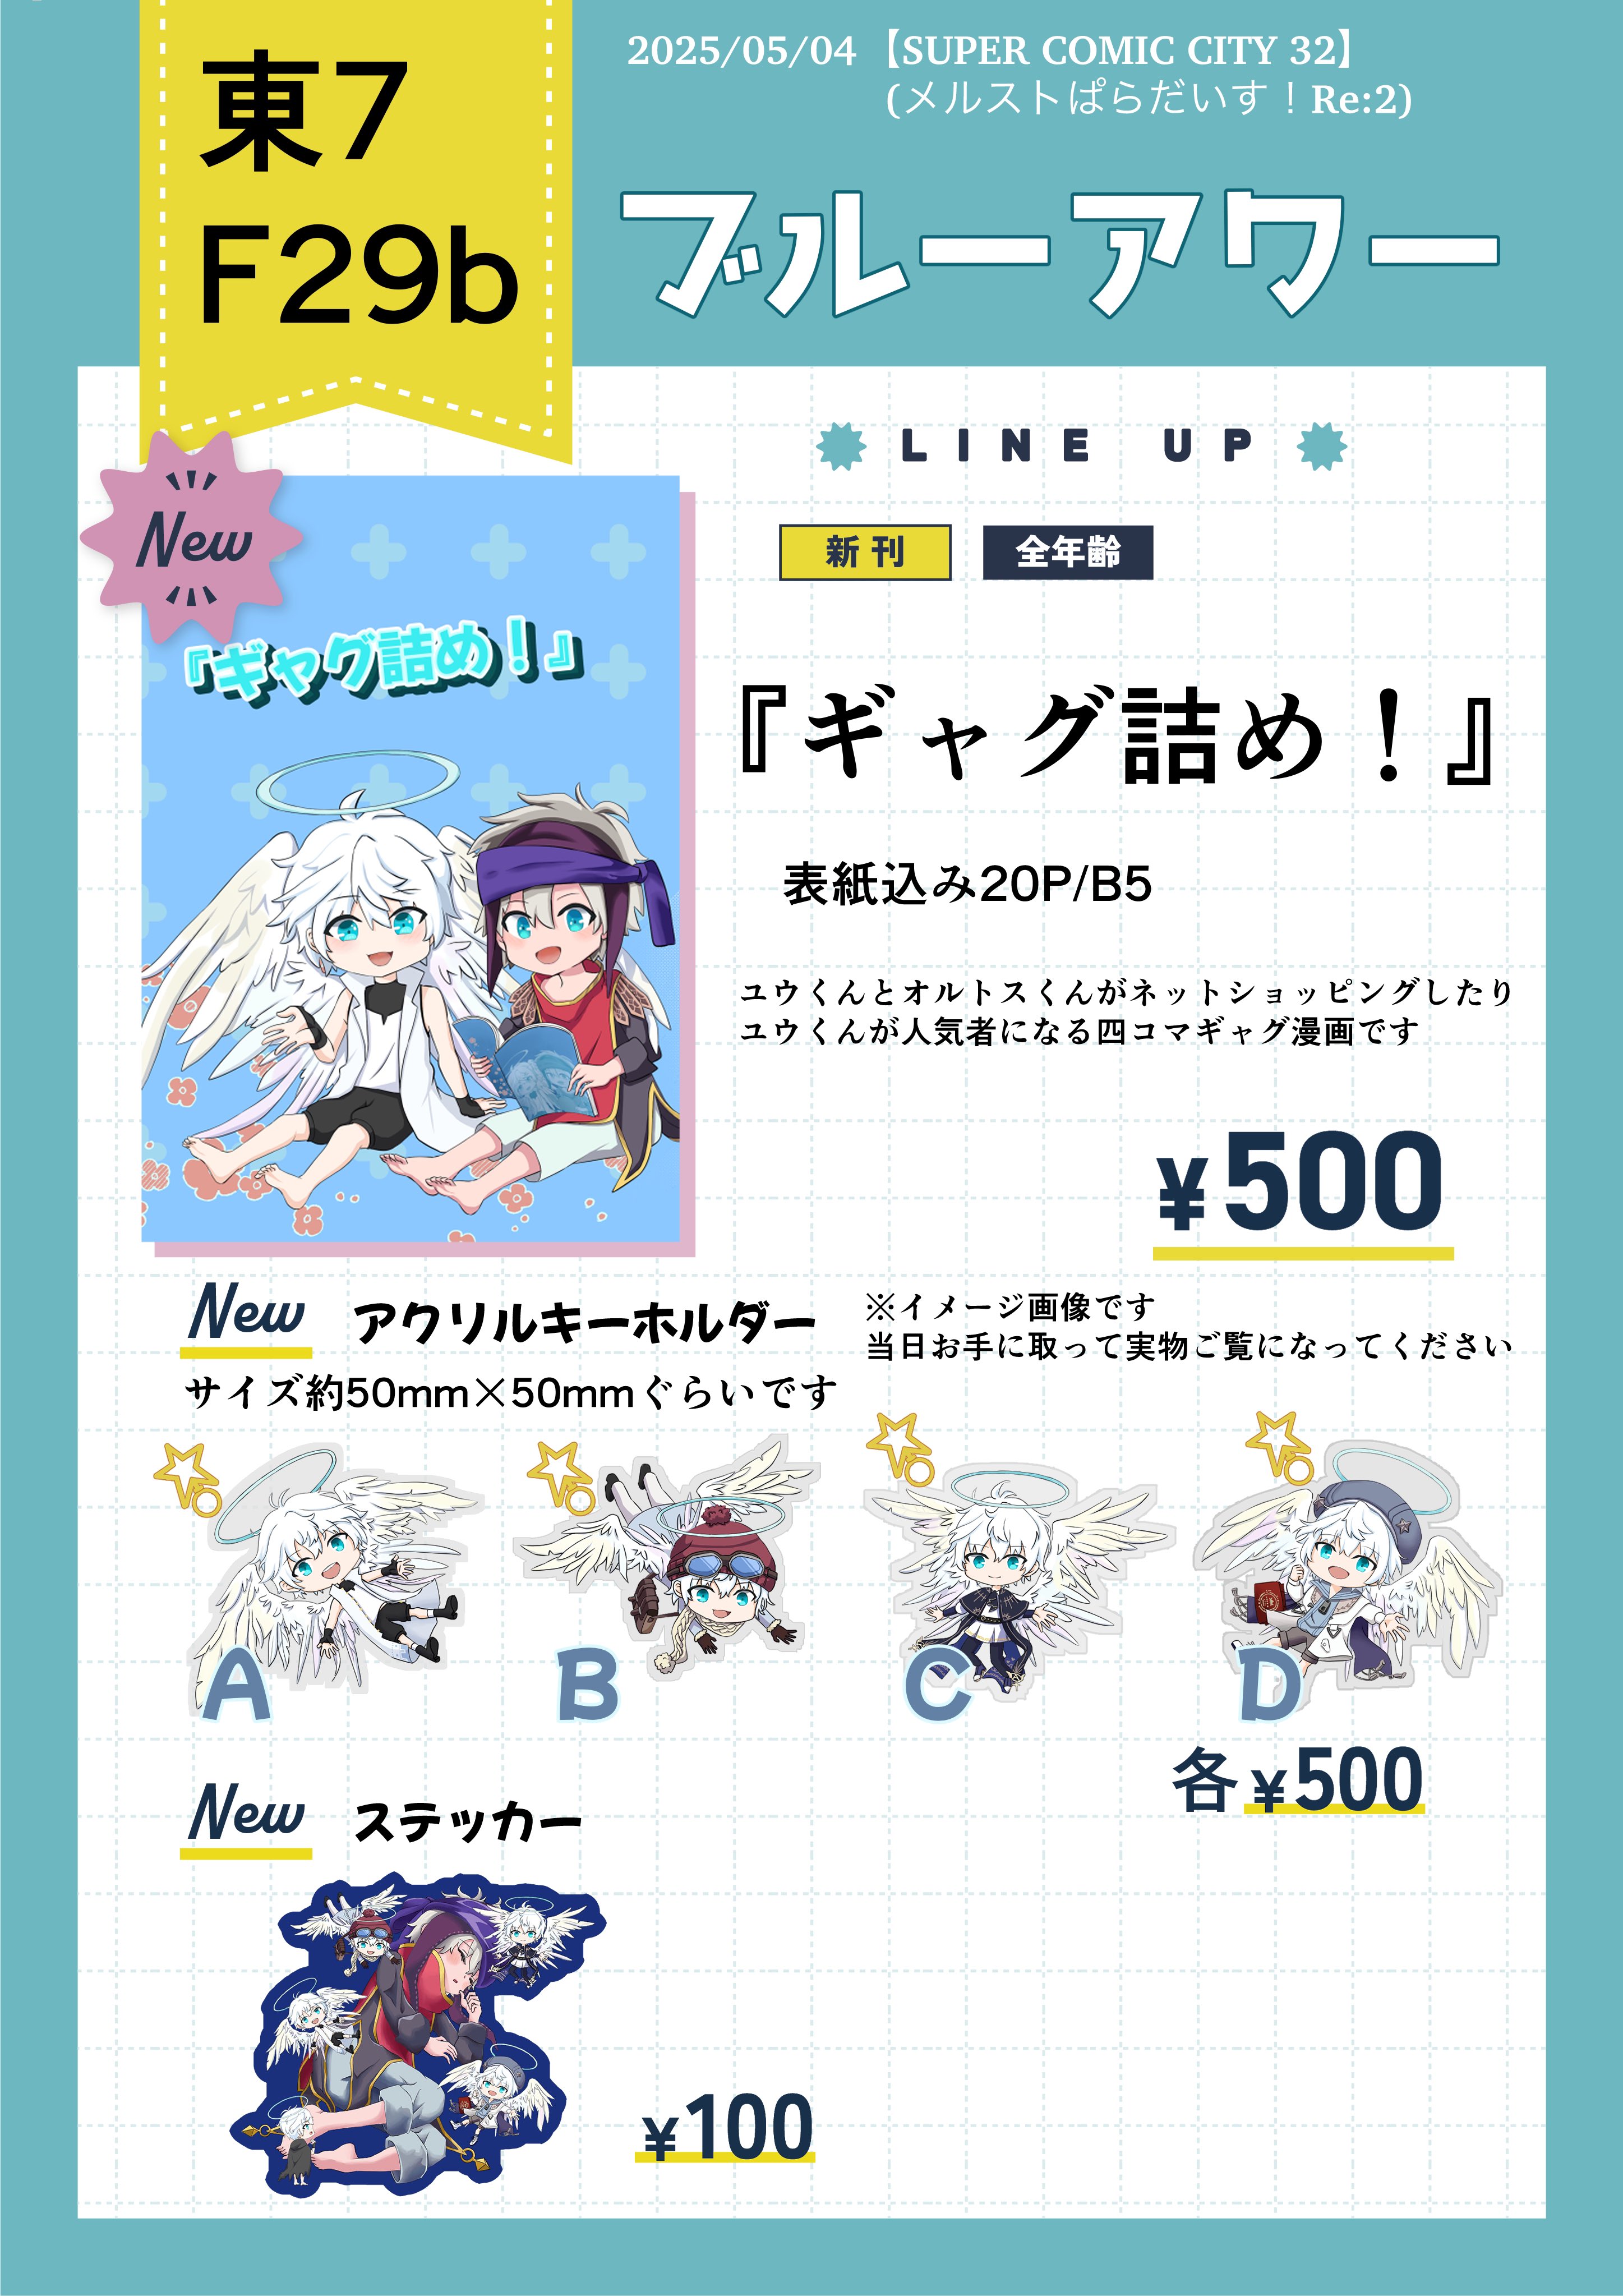 東7
F29b
2025/05/04【SUPER COMIC CITY 32】
(メルストぱらだいす！Re:2)
ブルーアワー
LINE UP
New
新刊
全年齢
『ギャグ詰め！』
『ギャグ詰め！』
表紙込み20P/B5
ユウくんとオルトスくんがネットショッピングしたり
ユウくんが人気者になる四コマギャグ漫画です
¥500
New
アクリルキーホルダー
※イメージ画像です
当日お手に取って実物ご覧になってください
サイズ約50mm×50mmぐらいです
A
B
C
D
各¥500
New
ステッカー
¥100